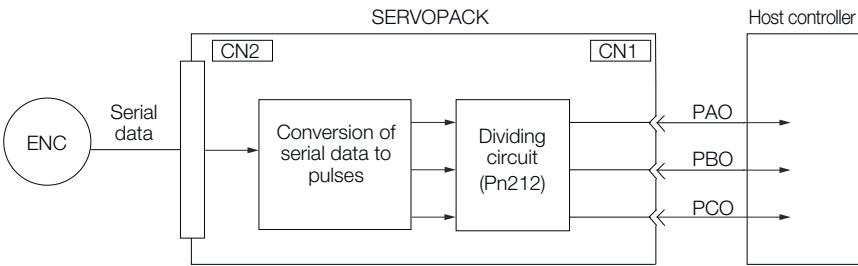 SERVOPACK
Host controller
CN2
CN1
ENC
Serial
data
Conversion of
serial data to
pulses
Dividing
circuit
(Pn212)
PAO
PBO
PCO